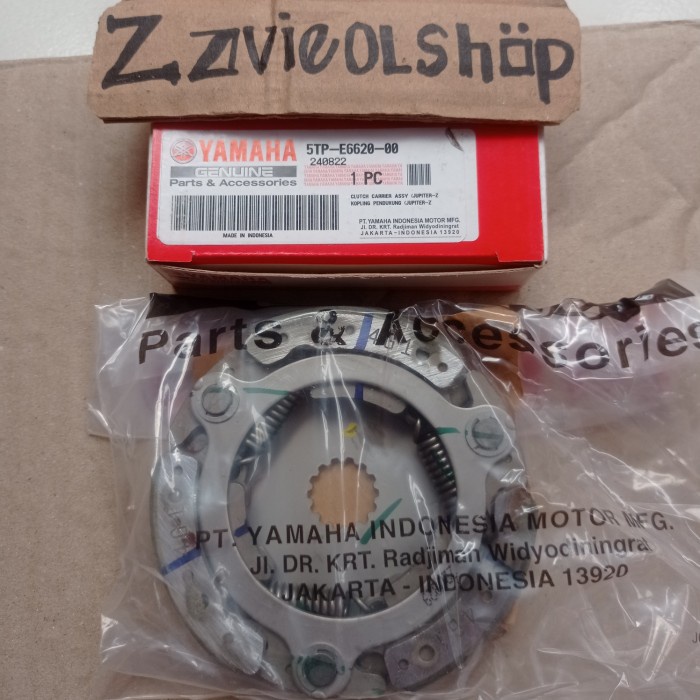 ZavieOLshöp
YAMAHA
GENUINE
Parts & Accessories
5TP-E6620-00
240822
1 PC
CLUTCH CARRIER ASSY (JUPITER-Z
KOPLING PENDUKUNG (JUPITER-Z
PT.YAMAHA INDONESIA MOTOR MFG.
Jl. DR. KRT. Radjiman Widyodiningrat
JAKARTA-INDONESIA 13920
MADE IN INDONESIA
YAMAHA
Parts & Accessories
PT. YAMAHA INDONESIA MOTOR MFG.
Jl. DR. KRT. Radjiman Widyodiningrat
JAKARTA - INDONESIA 13920